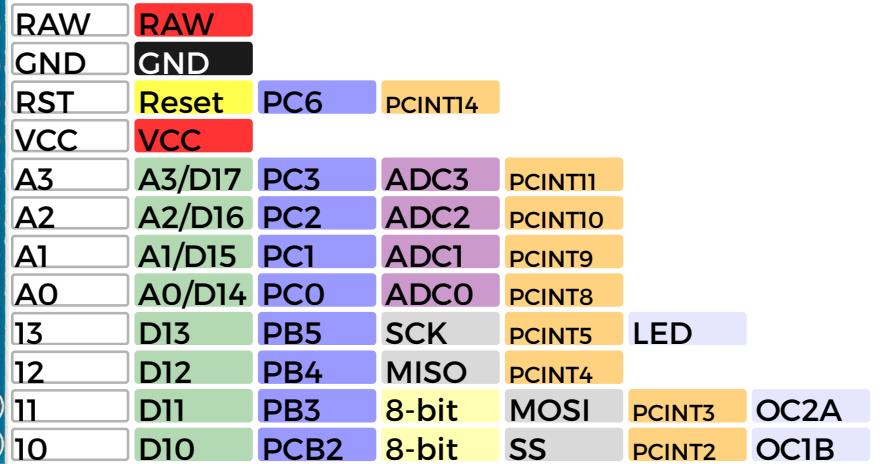 RAW RAW
GND GND
RST Reset PC6 PCINT14
VCC VCC
A3 A3/D17 PC3 ADC3 PCINT11
A2 A2/D16 PC2 ADC2 PCINT10
A1 A1/D15 PC1 ADC1 PCINT9
A0 A0/D14 PC0 ADC0 PCINT8
13 D13 PB5 SCK PCINT5 LED
12 D12 PB4 MISO PCINT4
11 D11 PB3 8-bit MOSI PCINT3 OC2A
10 D10 PCB2 8-bit SS PCINT2 OC1B